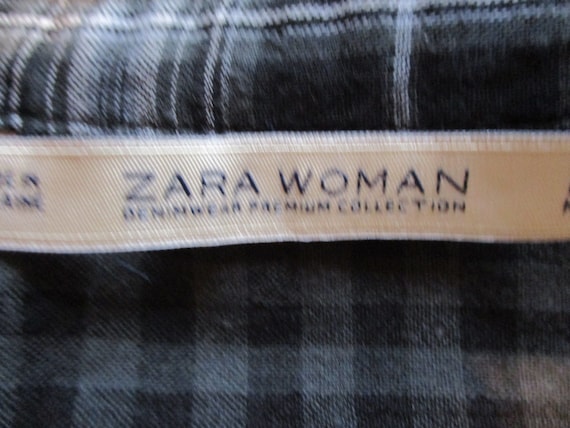 ZARA WOMAN
DENIMWEAR PREMIUM COLLECTION